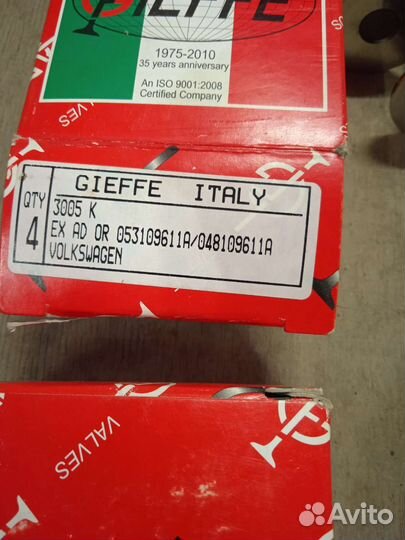 GIEFFE
1975-2010
35 years anniversary
An ISO 9001:2008
Certified Company
GIEFFE ITALY
QTY
4
3005 K
EX AD OR 053109611A/048109611A
VOLKSWAGEN
VALVES
Avito